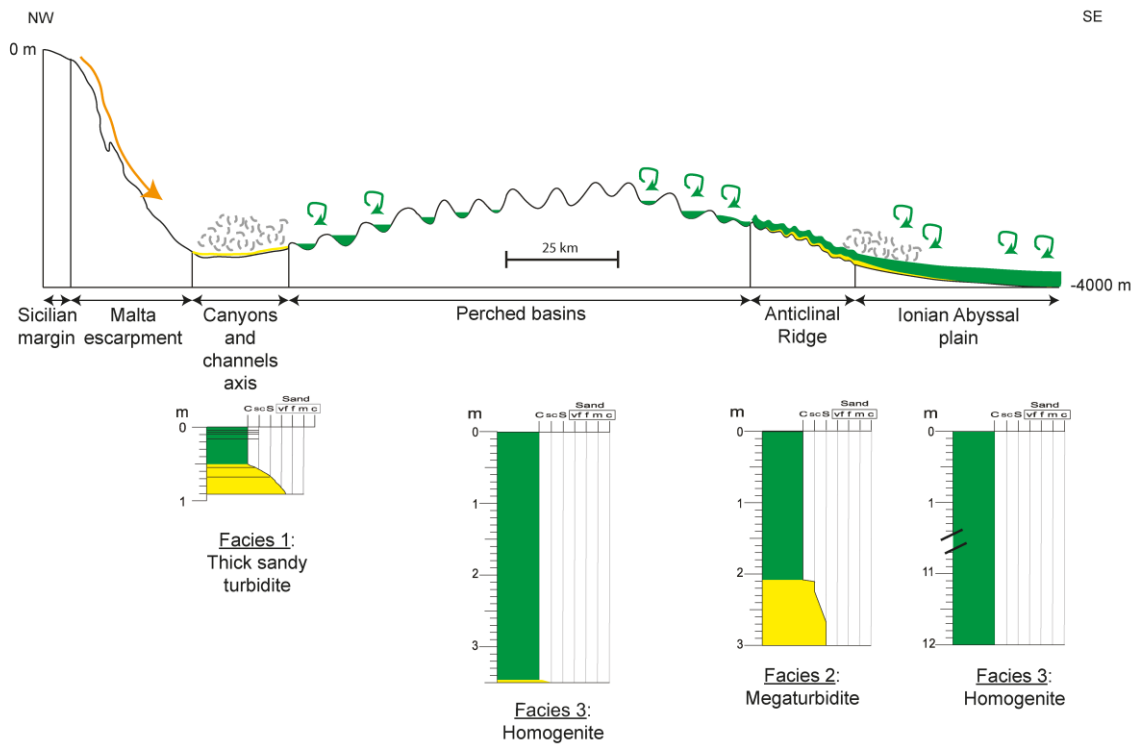 NW
SE
0 m
25 km
-4000 m
Sicilian
margin
Malta
escarpment
Canyons
and
channels
axis
Perched basins
Anticlinal
Ridge
Ionian Abyssal
plain
m
C sc S
Sand
vf f m c
0
1
Facies 1:
Thick sandy
turbidite
m
C sc S
Sand
vf f m c
0
1
2
3
Facies 3:
Homogenite
m
C sc S
Sand
vf f m c
0
1
2
3
Facies 2:
Megaturbidite
m
C sc S
Sand
vf f m c
0
1
11
12
Facies 3:
Homogenite